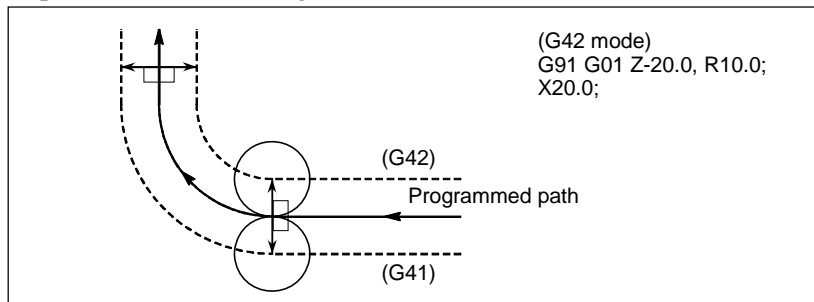 (G42 mode)
G91 G01 Z-20.0, R10.0;
X20.0;
(G42)
Programmed path
(G41)